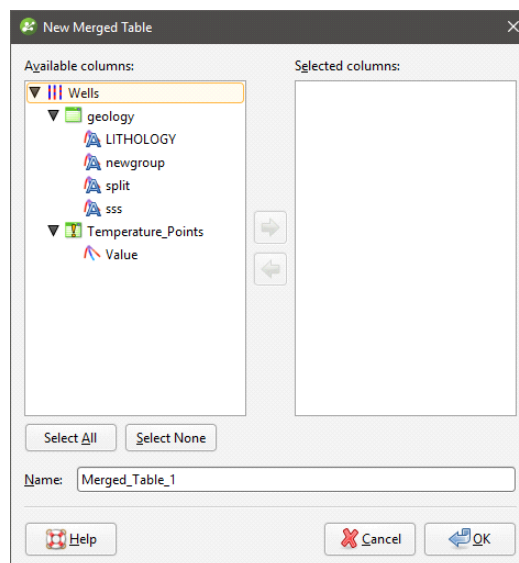 New Merged Table
Available columns:
Selected columns:
Wells
geology
LITHOLOGY
newgroup
split
sss
Temperature_Points
Value
Select All
Select None
Name: Merged_Table_1
Help
Cancel
OK